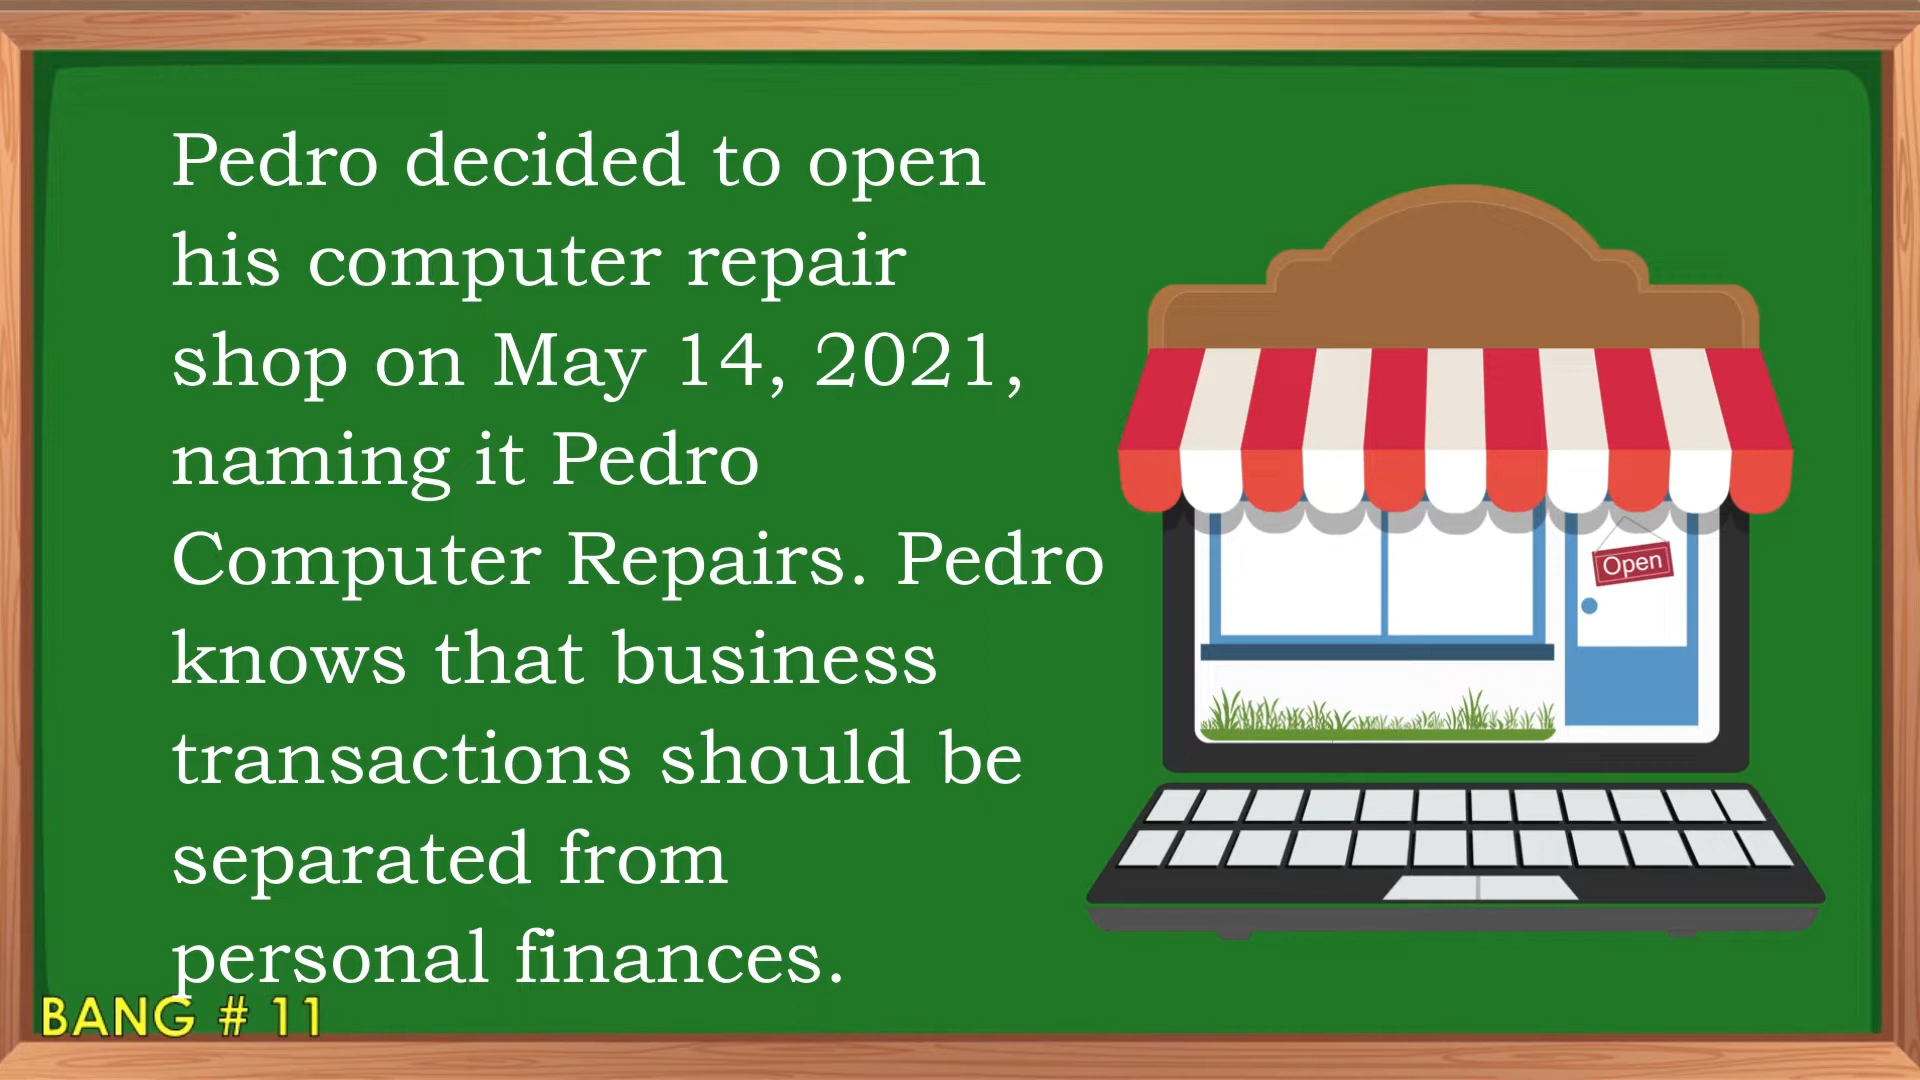 Pedro decided to open
his computer repair
shop on May 14, 2021,
naming it Pedro
Computer Repairs. Pedro
knows that business
transactions should be
separated from
personal finances.
Open
BANG # 11